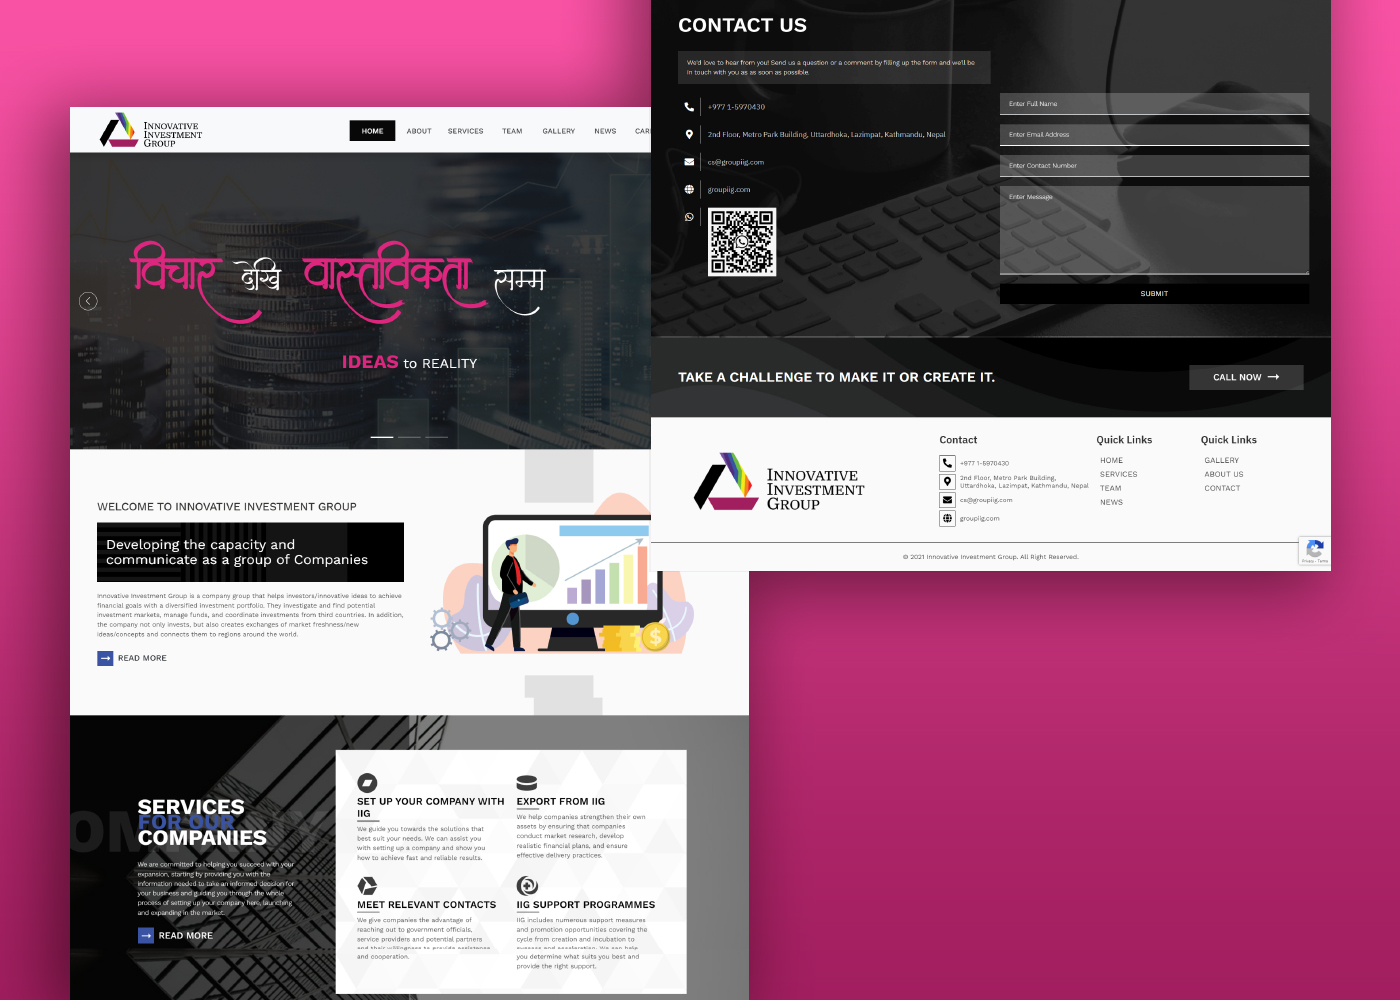 INNOVATIVE
INVESTMENT
GROUP
HOME
ABOUT
SERVICES
TEAM
GALLERY
NEWS
विचार देखि वास्तविकता सम्म
IDEAS to REALITY
WELCOME TO INNOVATIVE INVESTMENT GROUP
Developing the capacity and
communicate as a group of Companies
Innovative Investment Group is a company group that helps investors/innovative ideas to achieve
financial goals with a diversified investment portfolio. They investigate and find potential
investment markets, manage funds, and coordinate investments from third countries. In addition,
the company not only invests, but also creates exchanges of market freshness/new
ideas/concepts and connects them to regions around the world.
READ MORE
SERVICES
FOR OUR
COMPANIES
We are committed to helping you succeed with your
expansion, starting by providing you with the
information needed to take an informed decision for
your business and guiding you through the whole
process of setting up your company here, launching
and expanding in the market.
READ MORE
SET UP YOUR COMPANY WITH
IIG
We guide you towards the solutions that
best suit your needs. We can assist you
with setting up a company and show you
how to achieve fast and reliable results.
EXPORT FROM IIG
We help companies strengthen their own
assets by ensuring that companies
conduct market research, develop
realistic financial plans, and ensure
effective delivery practices.
MEET RELEVANT CONTACTS
We give companies the advantage of
reaching out to government officials,
service providers and potential partners
and their willingness to provide assistance
and cooperation.
IIG SUPPORT PROGRAMMES
IIG includes numerous support measures
and promotion opportunities covering the
cycle from creation and incubation to
success and acceleration. We can help
you determine what suits you best and
provide the right support.
CONTACT US
We'd love to hear from you! Send us a question or a comment by filling up the form and we'll be
in touch with you as as soon as possible.
+977 1-5970430
2nd Floor, Metro Park Building, Uttardhoka, Lazimpat, Kathmandu, Nepal
cs@groupiig.com
groupiig.com
Enter Full Name
Enter Email Address
Enter Contact Number
Enter Message
SUBMIT
TAKE A CHALLENGE TO MAKE IT OR CREATE IT.
CALL NOW
INNOVATIVE
INVESTMENT
GROUP
Contact
+977 1-5970430
2nd Floor, Metro Park Building,
Uttardhoka, Lazimpat, Kathmandu, Nepal
cs@groupiig.com
groupiig.com
Quick Links
HOME
SERVICES
TEAM
NEWS
Quick Links
GALLERY
ABOUT US
CONTACT
© 2021 Innovative Investment Group. All Right Reserved.
Privacy - Terms